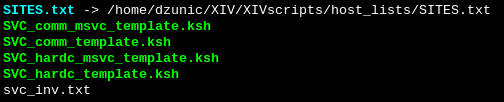 SITES.txt -> /home/dzunic/XIV/XIVscripts/host_lists/SITES.txt
SVC_comm_msvc_template.ksh
SVC_comm_template.ksh
SVC_hardc_msvc_template.ksh
SVC_hardc_template.ksh
svc_inv.txt